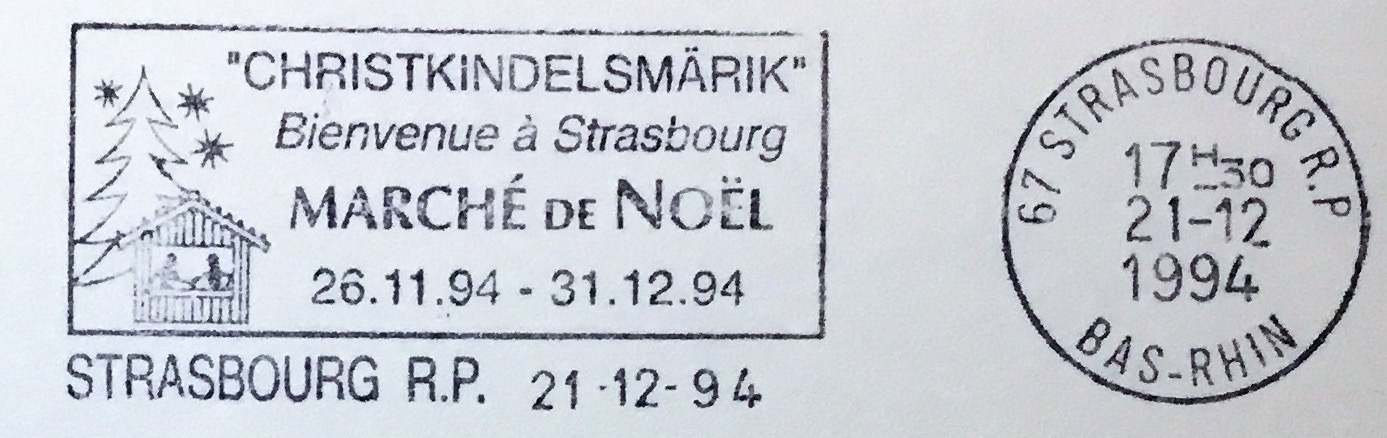 "CHRISTKINDELSMÄRIK"
Bienvenue à Strasbourg
MARCHÉ DE NOËL
26.11.94 - 31.12.94
STRASBOURG R.P. 21-12-94
67 STRASBOURG R.P
17H30
21-12
1994
BAS-RHIN